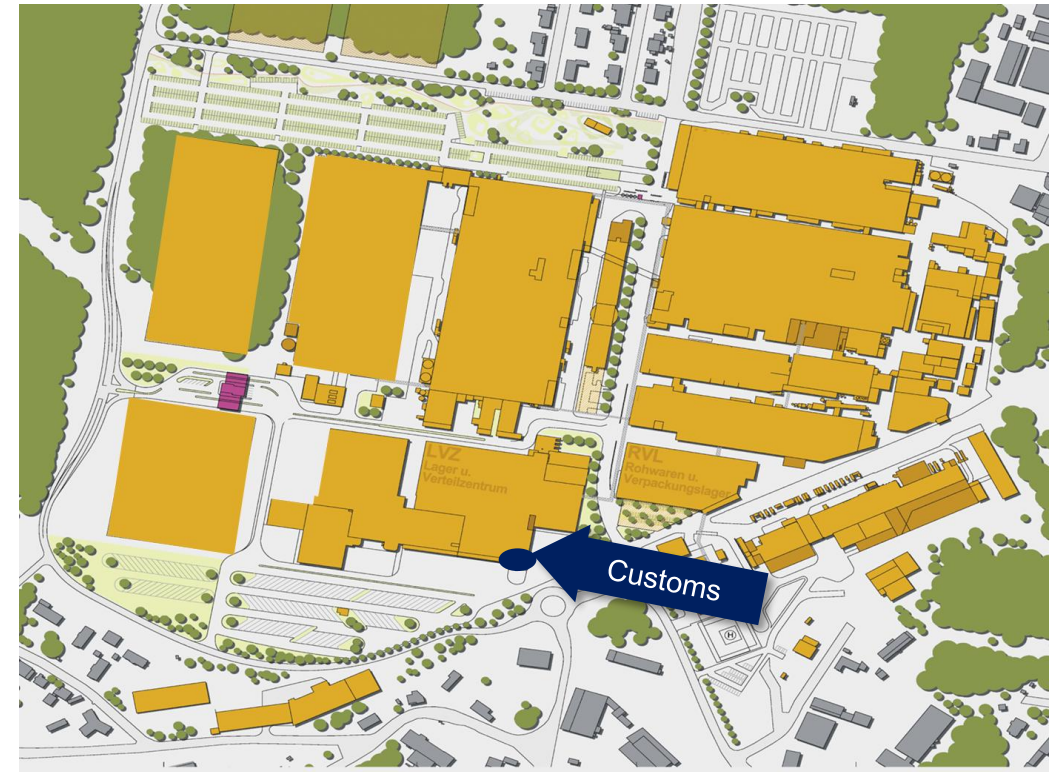 LVZ
Lager u.
Verteilzentrum
RVL
Rohwaren u.
Verpackungslager
Customs
H